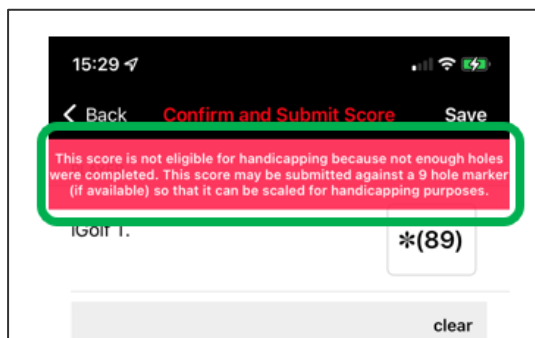 15:29
Back Confirm and Submit Score Save
This score is not eligible for handicapping because not enough holes
were completed. This score may be submitted against a 9 hole marker
(if available) so that it can be scaled for handicapping purposes.
iGolf T.
*(89)
clear